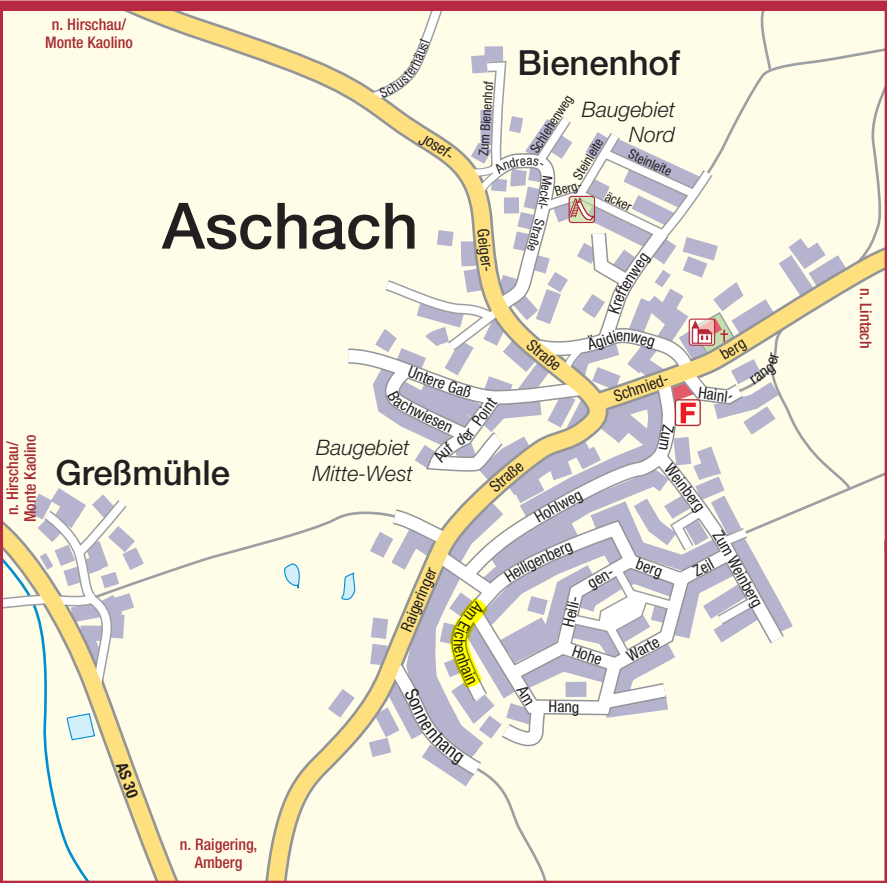 n. Hirschau/
Monte Kaolino
Schusterhäusl
Bienenhof
Zum Bienenhof
Schlehenweg
Baugebiet
Nord
Josef-
Andreas-
Steinleite
Steinleite
Meckl-
Straße
Berg-
äcker
Aschach
Geiger-
Kreftenweg
n. Lintach
Straße
Ägidienweg
berg
Schmied-
Hainl-
ranger
F
Untere Gaß
Bachwiesen
Auf der Point
Zum
Weinberg
Baugebiet
Mitte-West
n. Hirschau/
Monte Kaolino
Greßmühle
Straße
Hohlweg
Heiligenberg
Zum Weinberg
Raigeringer
Am Eichenhain
Heili-
gen-
berg
Zeil
Hohe
Warte
Am
Hang
Sonnenhang
AS 30
n. Raigering,
Amberg